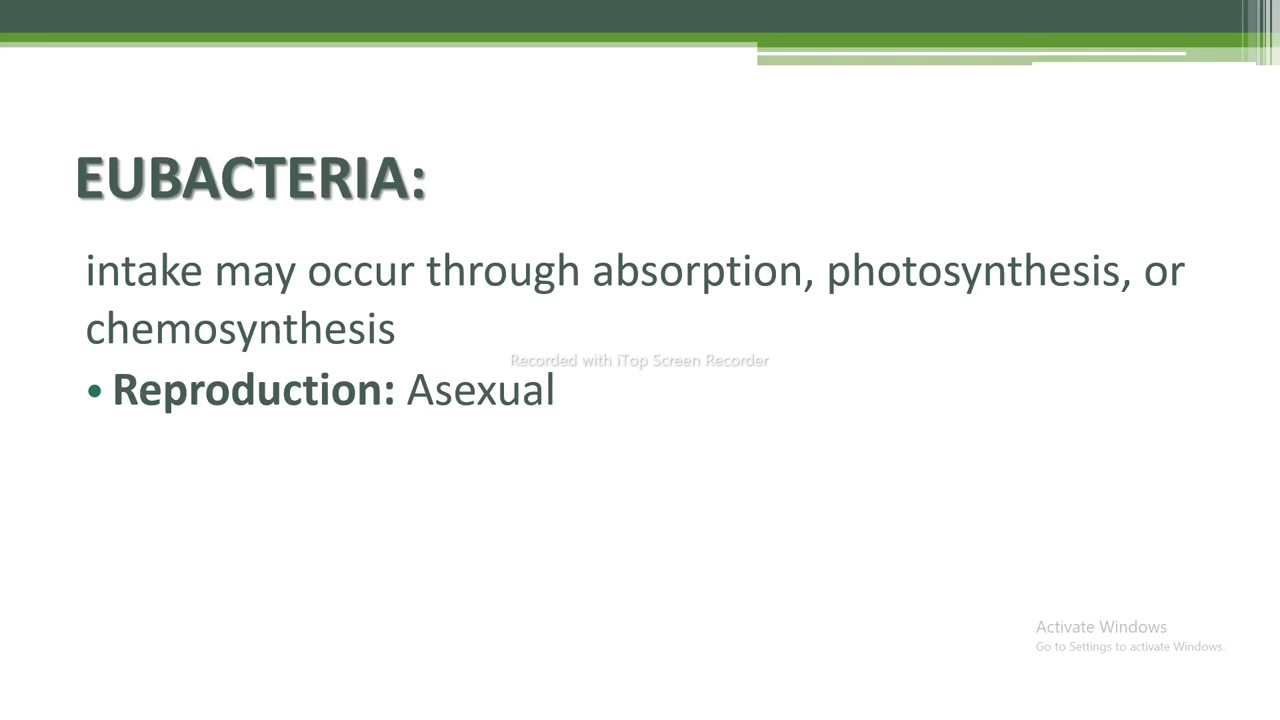 EUBACTERIA:
intake may occur through absorption, photosynthesis, or
chemosynthesis
Recorded with iTop Screen Recorder
• Reproduction: Asexual
Activate Windows
Go to Settings to activate Windows.